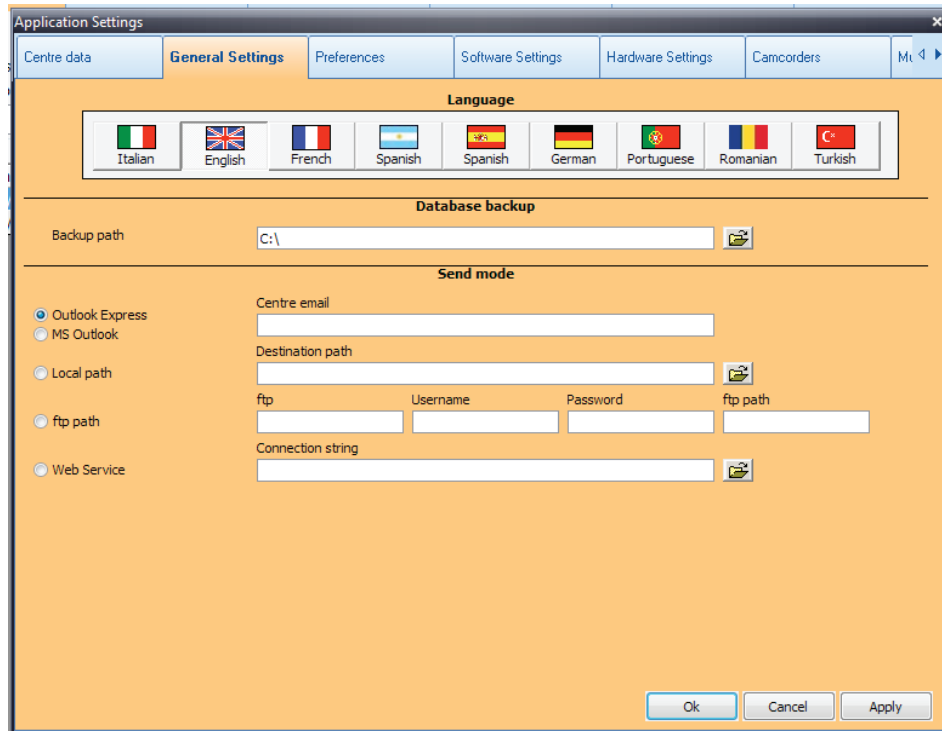 Application Settings
Centre data General Settings Preferences Software Settings Hardware Settings Camcorders
Language
Italian English French Spanish Spanish German Portuguese Romanian Turkish
Database backup
Backup path C:\
Send mode
Centre email
Outlook Express
MS Outlook
Destination path
Local path
ftp Username Password ftp path
ftp path
Connection string
Web Service
Ok Cancel Apply